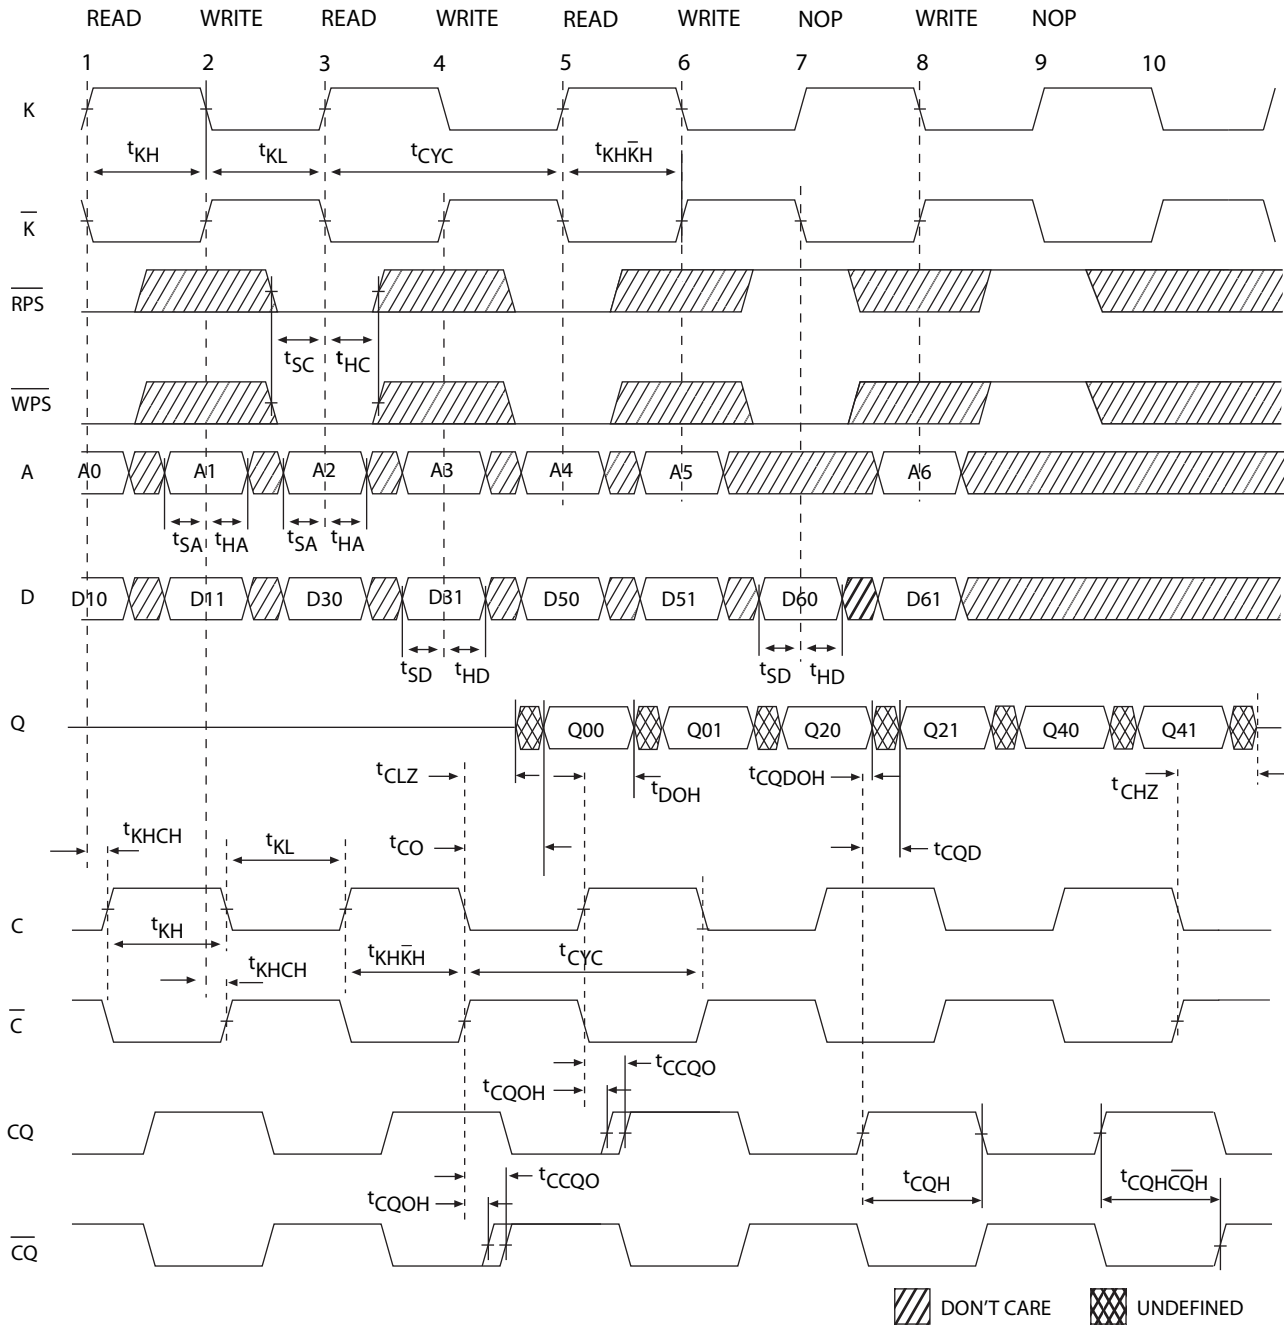 READ WRITE READ WRITE READ WRITE NOP WRITE NOP
1 2 3 4 5 6 7 8 9 10
K
tKH tKL tCYC tKHK̅H
K̅
R̅P̅S̅
tSC tHC
W̅P̅S̅
A A0 A1 A2 A3 A4 A5 A6
tSA tHA tSA tHA
D D10 D11 D30 D31 D50 D51 D60 D61
tSD tHD tSD tHD
Q Q00 Q01 Q20 Q21 Q40 Q41
tCLZ tDOH tCQDOH tCHZ
tKHCH tKL tCO tCQD
C
tKH tKHK̅H tCYC
tKHCH
C̅
tCCQO
tCQOH
CQ
tCCQO tCQH tCQHC̅Q̅H
tCQOH
C̅Q̅
DON'T CARE UNDEFINED